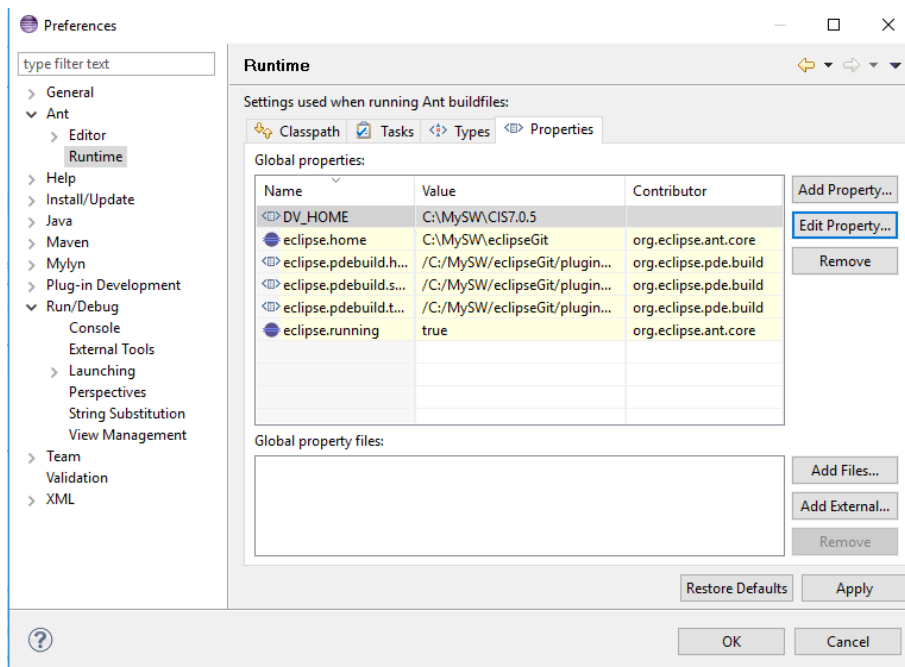 Preferences
type filter text
General
Ant
Editor
Runtime
Help
Install/Update
Java
Maven
Mylyn
Plug-in Development
Run/Debug
Console
External Tools
Launching
Perspectives
String Substitution
View Management
Team
Validation
XML
Runtime
Settings used when running Ant buildfiles:
Classpath Tasks Types Properties
Global properties:
Name Value Contributor
DV_HOME C:\MySW\CIS7.0.5
eclipse.home C:\MySW\eclipseGit org.eclipse.ant.core
eclipse.pdebuild.h... /C:/MySW/eclipseGit/plugin... org.eclipse.pde.build
eclipse.pdebuild.s... /C:/MySW/eclipseGit/plugin... org.eclipse.pde.build
eclipse.pdebuild.t... /C:/MySW/eclipseGit/plugin... org.eclipse.pde.build
eclipse.running true org.eclipse.ant.core
Add Property...
Edit Property...
Remove
Global property files:
Add Files...
Add External...
Remove
Restore Defaults Apply
OK Cancel